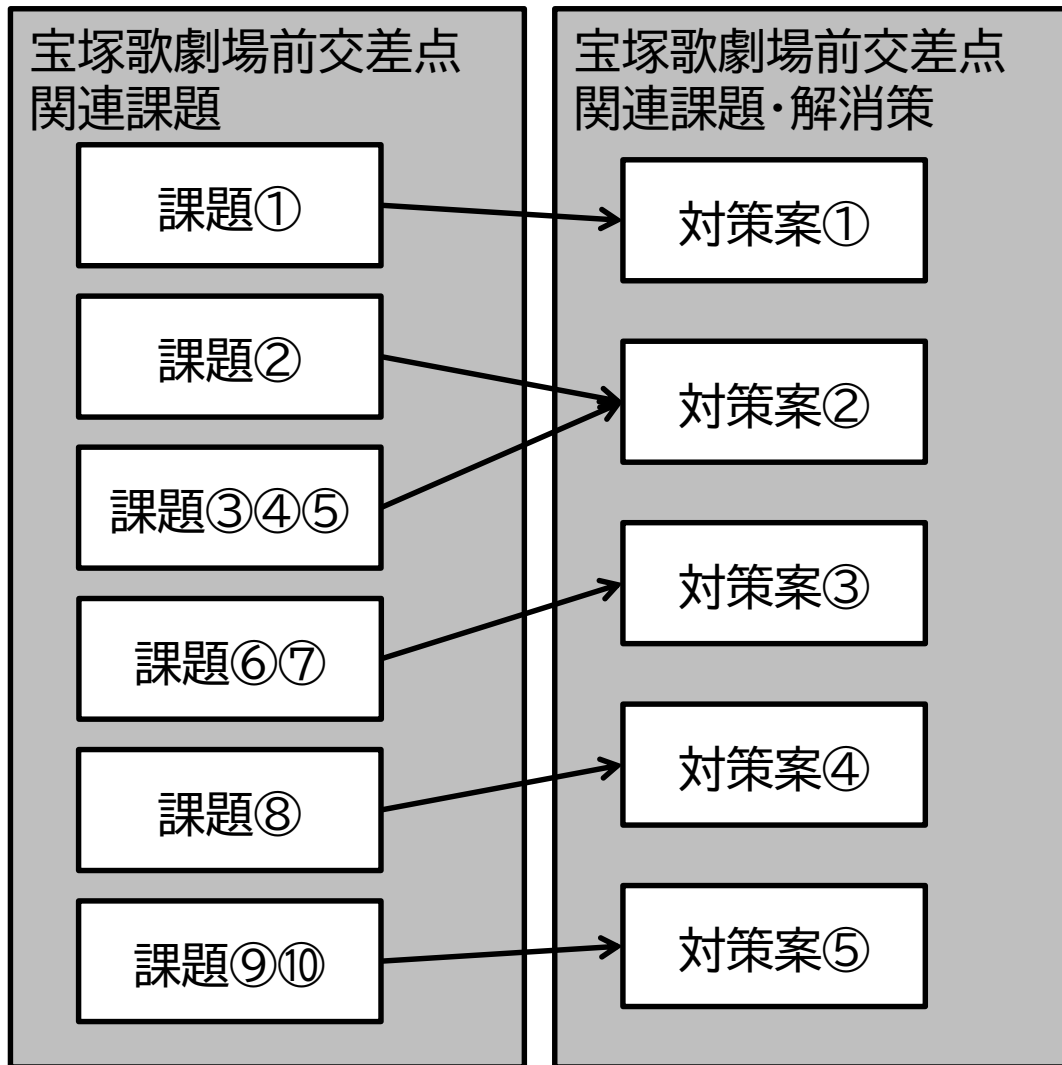 宝塚歌劇場前交差点
関連課題
課題①
課題②
課題③④⑤
課題⑥⑦
課題⑧
課題⑨⑩
宝塚歌劇場前交差点
関連課題・解消策
対策案①
対策案②
対策案③
対策案④
対策案⑤